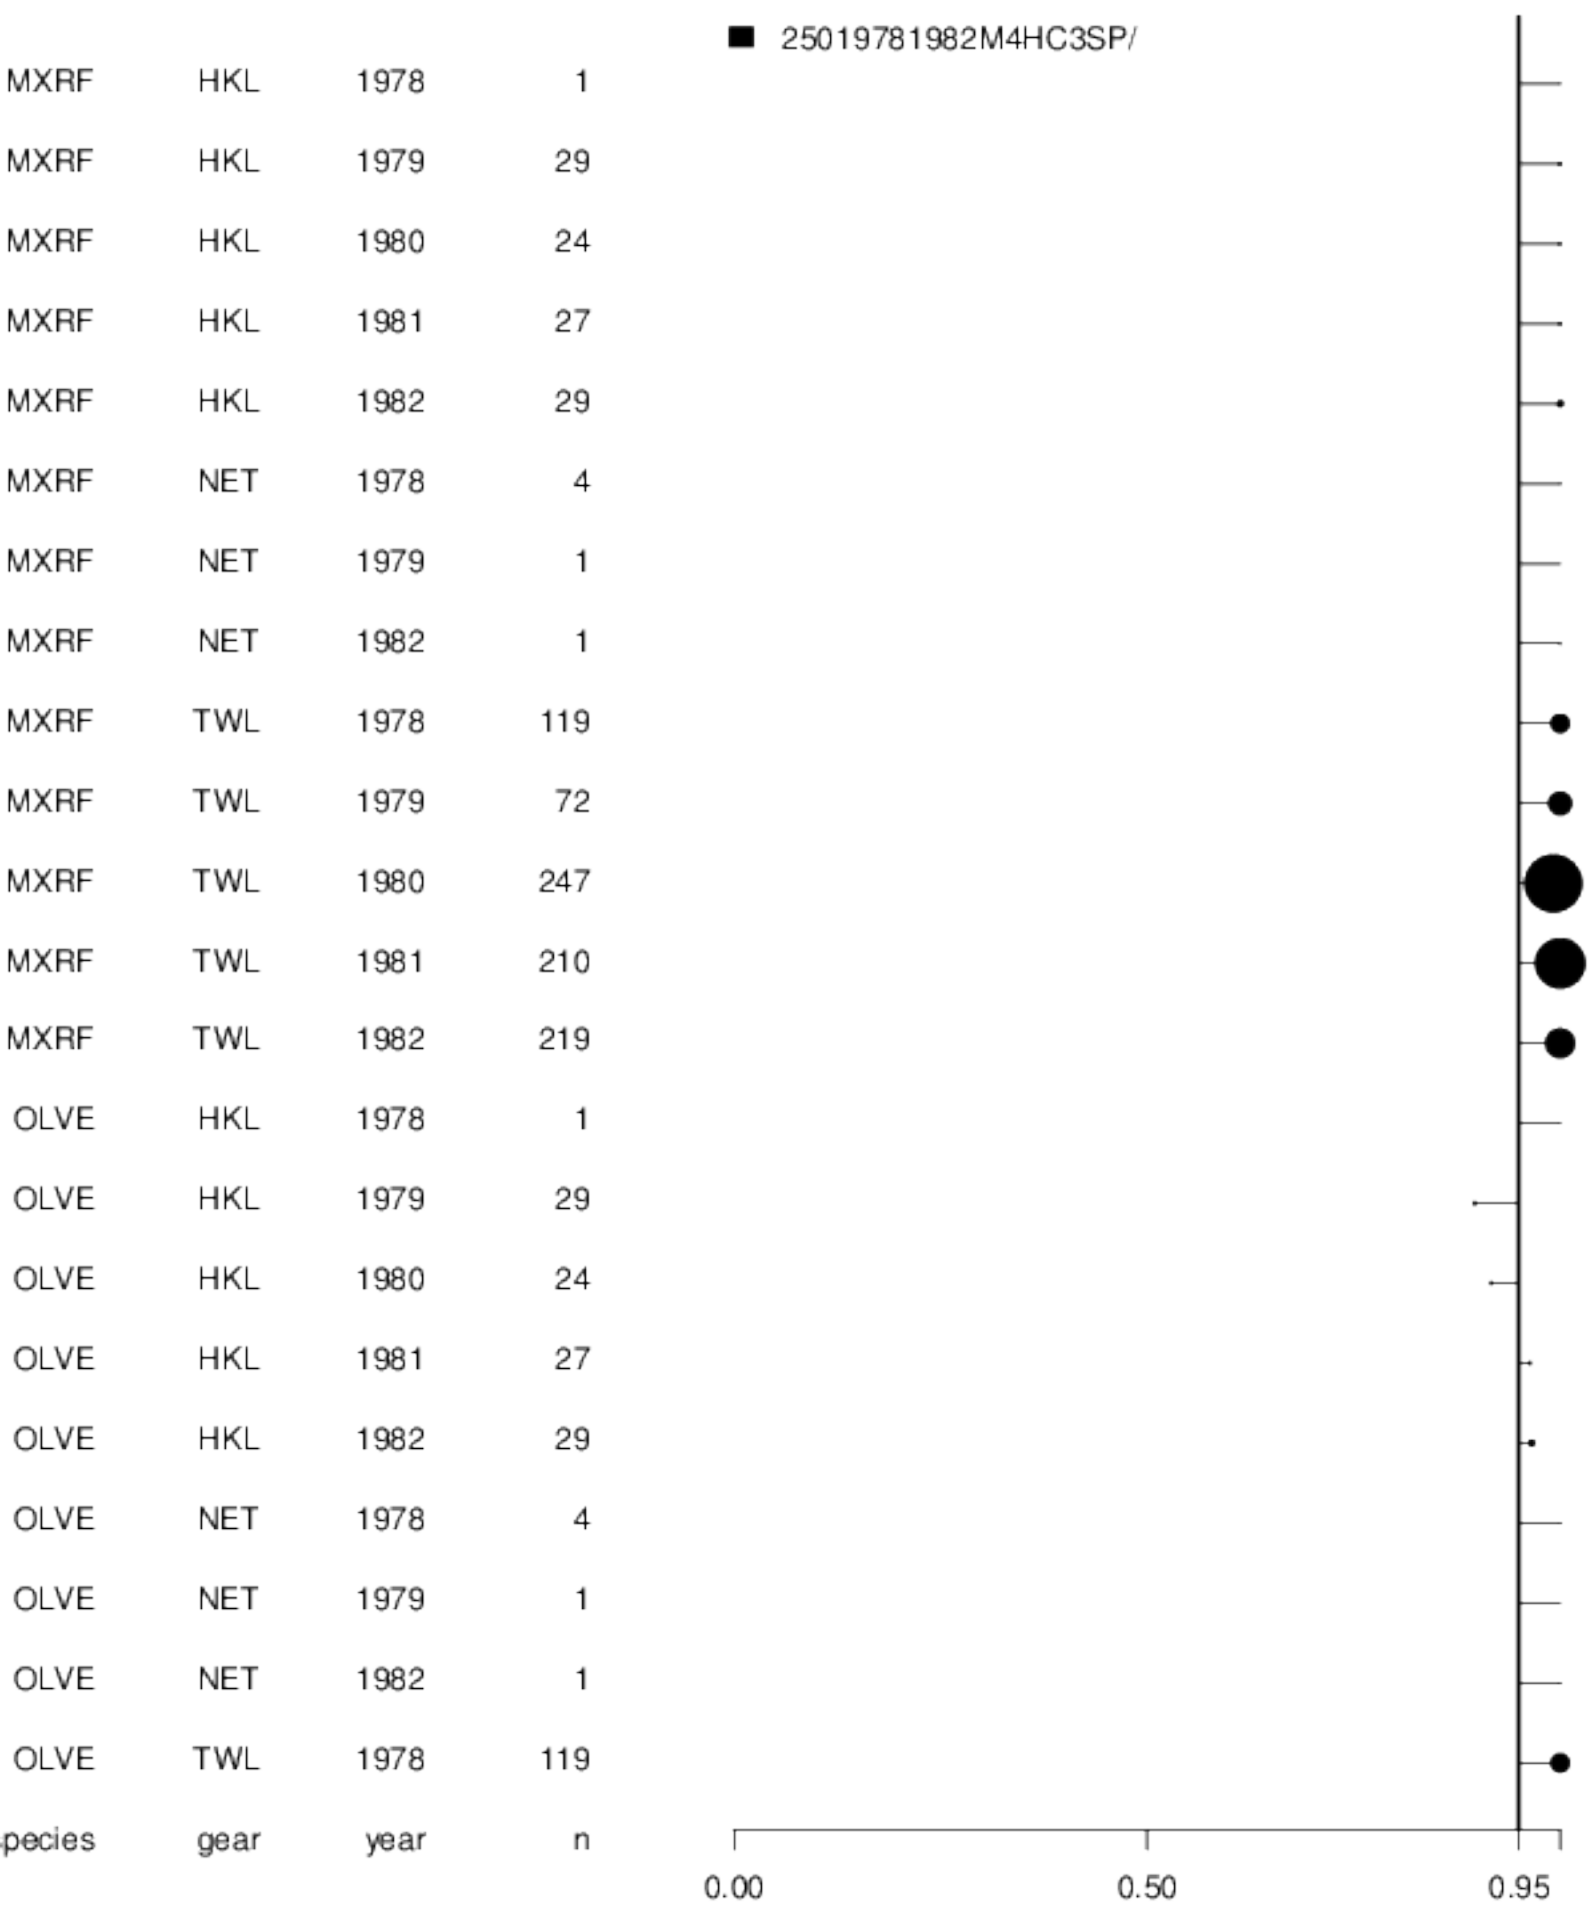 25019781982M4HC3SP/
MXRF HKL 1978 1
MXRF HKL 1979 29
MXRF HKL 1980 24
MXRF HKL 1981 27
MXRF HKL 1982 29
MXRF NET 1978 4
MXRF NET 1979 1
MXRF NET 1982 1
MXRF TWL 1978 119
MXRF TWL 1979 72
MXRF TWL 1980 247
MXRF TWL 1981 210
MXRF TWL 1982 219
OLVE HKL 1978 1
OLVE HKL 1979 29
OLVE HKL 1980 24
OLVE HKL 1981 27
OLVE HKL 1982 29
OLVE NET 1978 4
OLVE NET 1979 1
OLVE NET 1982 1
OLVE TWL 1978 119
pecies gear year n
0.00 0.50 0.95